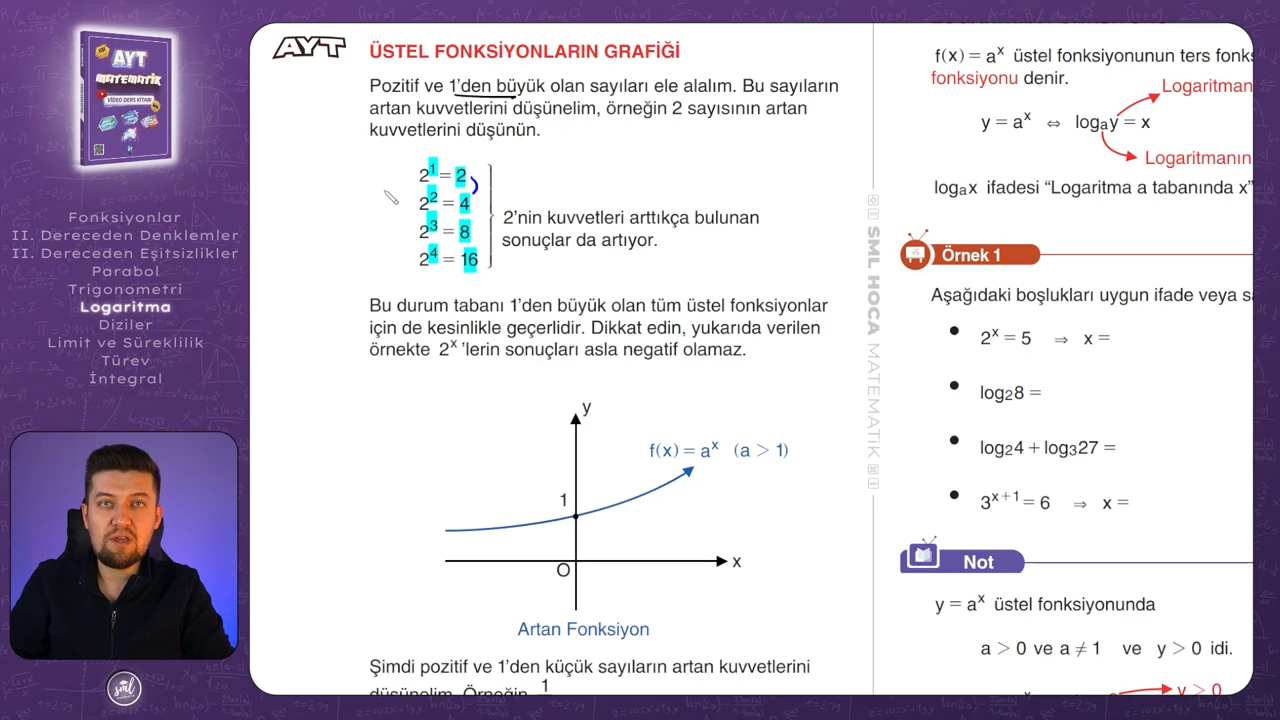 AYT
MATEMATİK
VİDEO DERS KİTABI
Fonksiyonlar
II. Dereceden Denklemler
II. Dereceden Eşitsizlikler
Parabol
Trigonometri
Logaritma
Diziler
Limit ve Süreklilik
Türev
İntegral
sml
AYT
ÜSTEL FONKSİYONLARIN GRAFİĞİ
Pozitif ve 1'den büyük olan sayıları ele alalım. Bu sayıların
artan kuvvetlerini düşünelim, örneğin 2 sayısının artan
kuvvetlerini düşünün.
2¹ = 2
2² = 4
2³ = 8
2⁴ = 16
2'nin kuvvetleri arttıkça bulunan
sonuçlar da artıyor.
Bu durum tabanı 1'den büyük olan tüm üstel fonksiyonlar
için de kesinlikle geçerlidir. Dikkat edin, yukarıda verilen
örnekte 2ˣ 'lerin sonuçları asla negatif olamaz.
y
f(x) = aˣ (a > 1)
1
O
x
Artan Fonksiyon
Şimdi pozitif ve 1'den küçük sayıların artan kuvvetlerini
düşünelim. Örneğin 1
SML HOCA MATEMATİK
f(x) = aˣ üstel fonksiyonunun ters fonks
fonksiyonu denir.
Logaritman
y = aˣ ⇔ logₐy = x
Logaritmanın
logₐx ifadesi “Logaritma a tabanında x”
Örnek 1
Aşağıdaki boşlukları uygun ifade veya sa
• 2ˣ = 5 ⇒ x =
• log₂8 =
• log₂4 + log₃27 =
• 3ˣ⁺¹ = 6 ⇒ x =
Not
y = aˣ üstel fonksiyonunda
a > 0 ve a ≠ 1 ve y > 0 idi.
y > 0